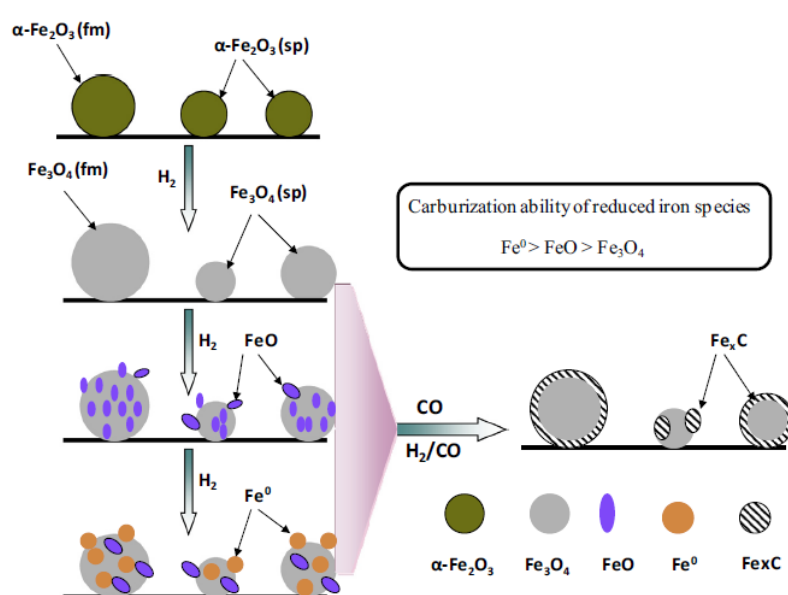 α-Fe₂O₃(fm)
α-Fe₂O₃(sp)
H₂
Fe₃O₄(fm)
Fe₃O₄(sp)
Carburization ability of reduced iron species
Fe⁰> FeO > Fe₃O₄
H₂
FeO
FeₓC
CO
H₂/CO
H₂
Fe⁰
α-Fe₂O₃
Fe₃O₄
FeO
Fe⁰
FexC